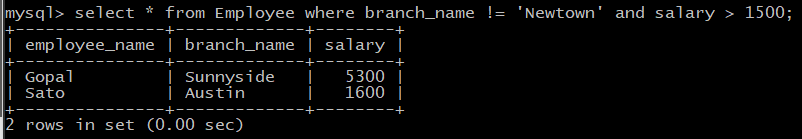 mysql> select * from Employee where branch_name != 'Newtown' and salary > 1500;
+---------------+-------------+--------+
| employee_name | branch_name | salary |
+---------------+-------------+--------+
| Gopal         | Sunnyside   |   5300 |
| Sato          | Austin      |   1600 |
+---------------+-------------+--------+
2 rows in set (0.00 sec)